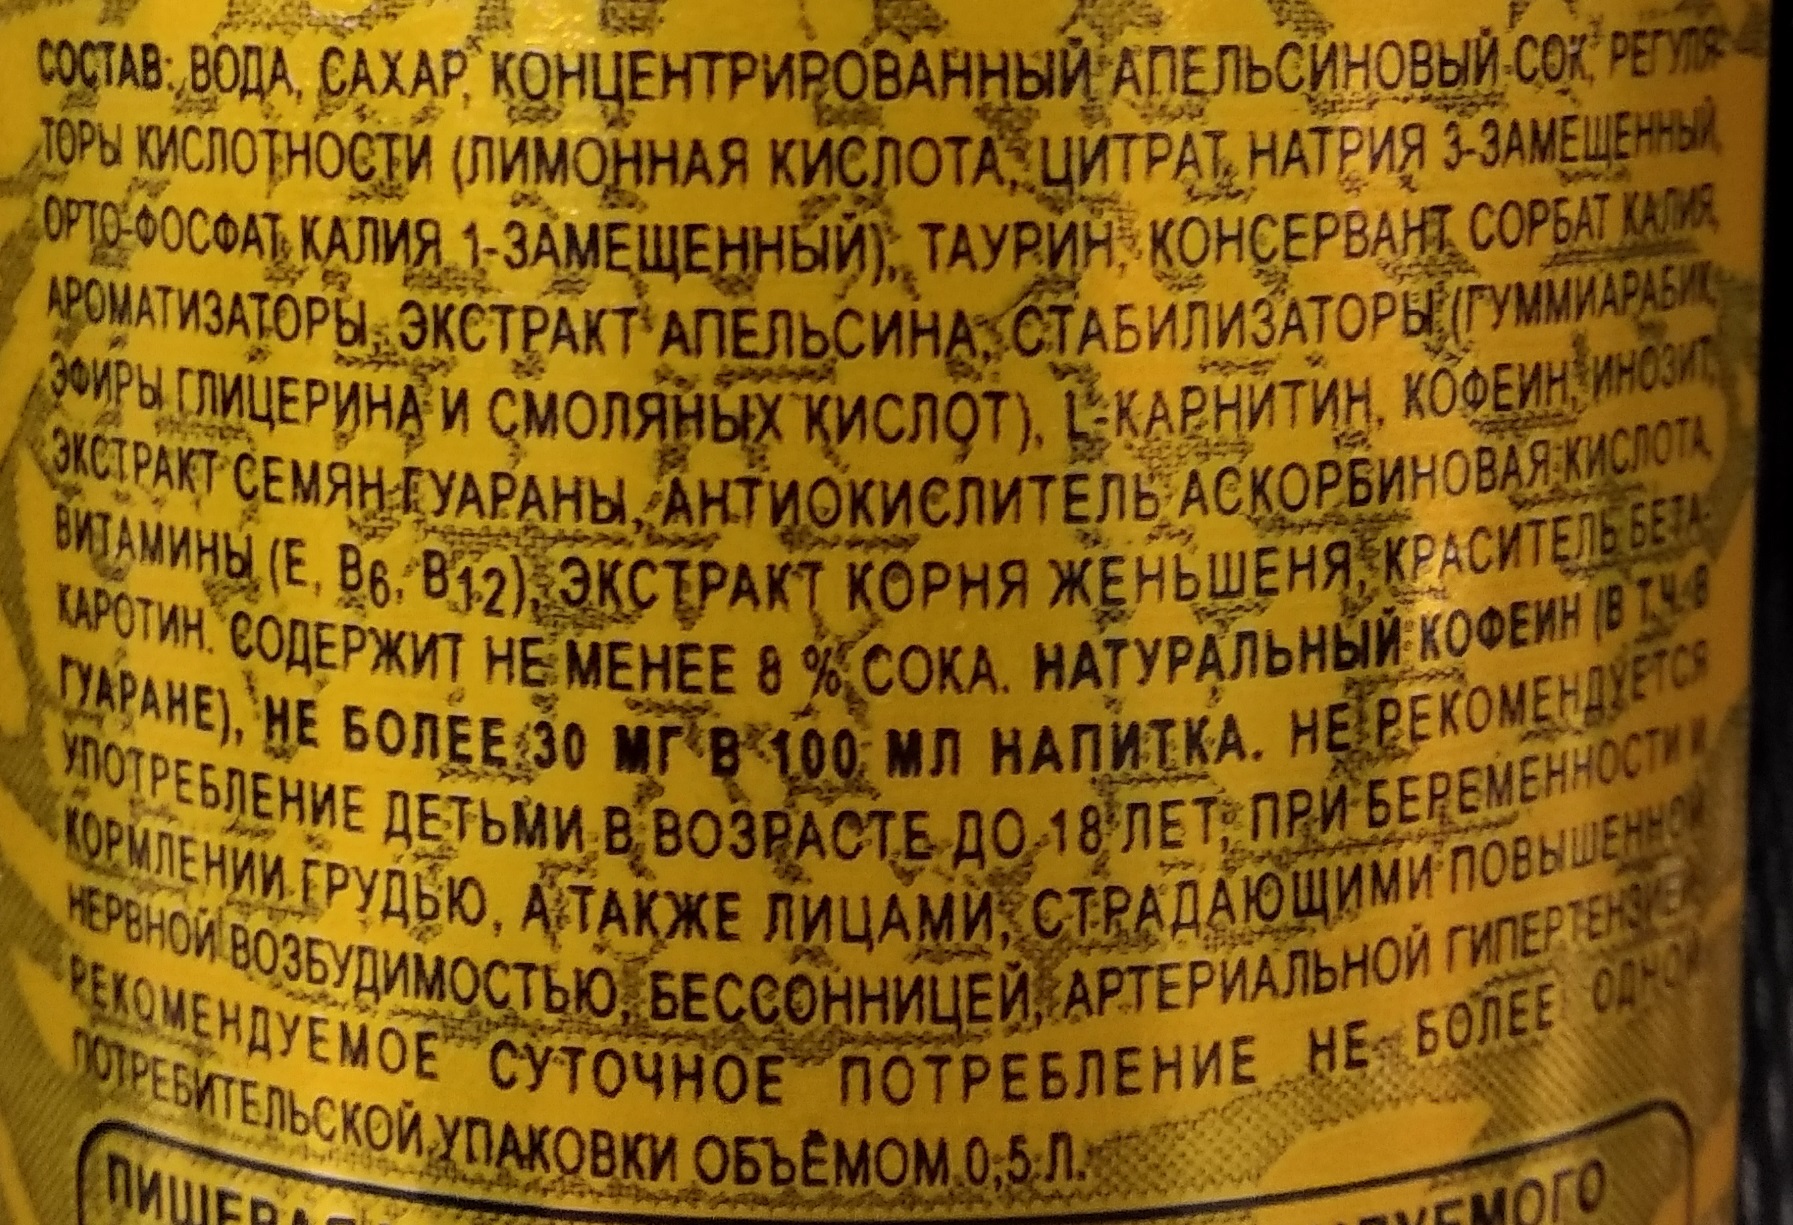 СОСТАВ: ВОДА, САХАР, КОНЦЕНТРИРОВАННЫЙ АПЕЛЬСИНОВЫЙ СОК, РЕГУЛЯ-
ТОРЫ КИСЛОТНОСТИ (ЛИМОННАЯ КИСЛОТА, ЦИТРАТ НАТРИЯ 3-ЗАМЕЩЕННЫЙ,
ОРТО-ФОСФАТ КАЛИЯ 1-ЗАМЕЩЕННЫЙ), ТАУРИН, КОНСЕРВАНТ СОРБАТ КАЛИЯ,
АРОМАТИЗАТОРЫ, ЭКСТРАКТ АПЕЛЬСИНА, СТАБИЛИЗАТОРЫ (ГУММИАРАБИК,
ЭФИРЫ ГЛИЦЕРИНА И СМОЛЯНЫХ КИСЛОТ), L-КАРНИТИН, КОФЕИН, ИНОЗИТ,
ЭКСТРАКТ СЕМЯН ГУАРАНЫ, АНТИОКИСЛИТЕЛЬ АСКОРБИНОВАЯ КИСЛОТА,
ВИТАМИНЫ (Е, В6, В12), ЭКСТРАКТ КОРНЯ ЖЕНЬШЕНЯ, КРАСИТЕЛЬ БЕТА-
КАРОТИН. СОДЕРЖИТ НЕ МЕНЕЕ 8 % СОКА. НАТУРАЛЬНЫЙ КОФЕИН (В Т.Ч. В
ГУАРАНЕ), НЕ БОЛЕЕ 30 МГ В 100 МЛ НАПИТКА. НЕ РЕКОМЕНДУЕТСЯ
УПОТРЕБЛЕНИЕ ДЕТЬМИ В ВОЗРАСТЕ ДО 18 ЛЕТ, ПРИ БЕРЕМЕННОСТИ И
КОРМЛЕНИИ ГРУДЬЮ, А ТАКЖЕ ЛИЦАМИ, СТРАДАЮЩИМИ ПОВЫШЕННОЙ
НЕРВНОЙ ВОЗБУДИМОСТЬЮ, БЕССОННИЦЕЙ, АРТЕРИАЛЬНОЙ ГИПЕРТЕНЗИЕЙ.
РЕКОМЕНДУЕМОЕ СУТОЧНОЕ ПОТРЕБЛЕНИЕ НЕ БОЛЕЕ ОДНОЙ
ПОТРЕБИТЕЛЬСКОЙ УПАКОВКИ ОБЪЁМОМ 0,5 Л.